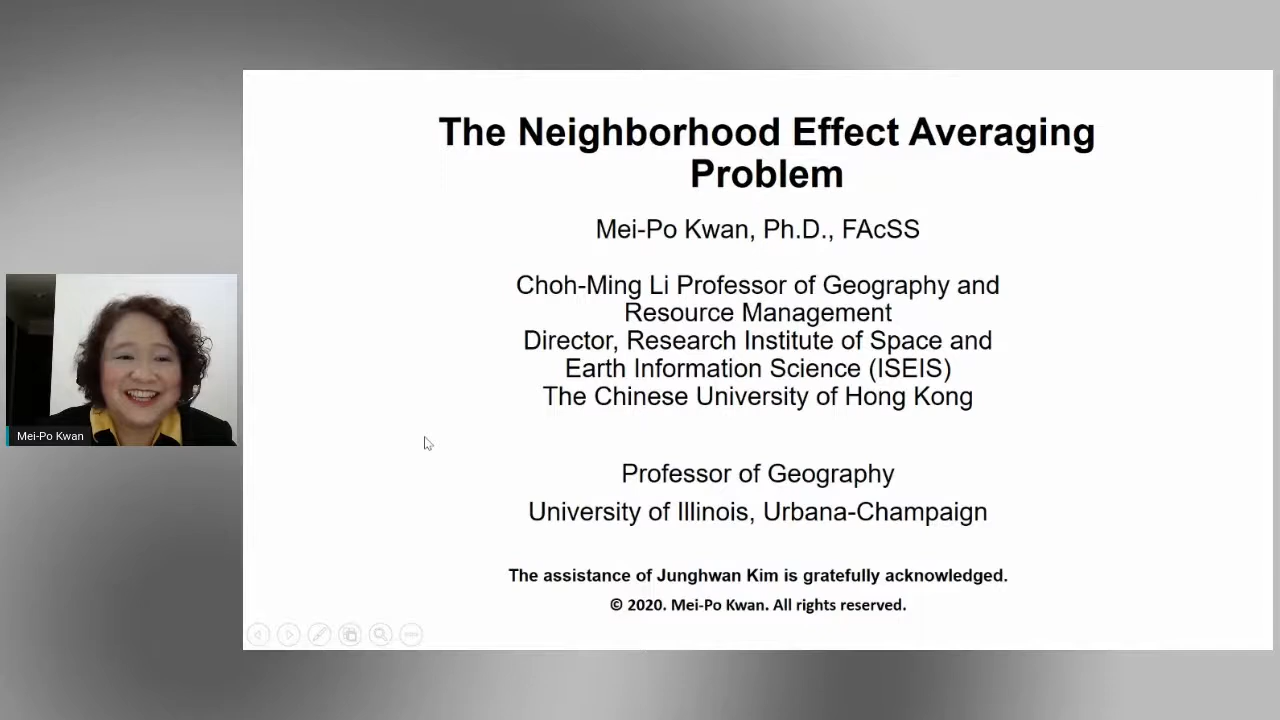 The Neighborhood Effect Averaging
Problem
Mei-Po Kwan, Ph.D., FAcSS
Choh-Ming Li Professor of Geography and
Resource Management
Director, Research Institute of Space and
Earth Information Science (ISEIS)
The Chinese University of Hong Kong
Mei-Po Kwan
Professor of Geography
University of Illinois, Urbana-Champaign
The assistance of Junghwan Kim is gratefully acknowledged.
© 2020. Mei-Po Kwan. All rights reserved.